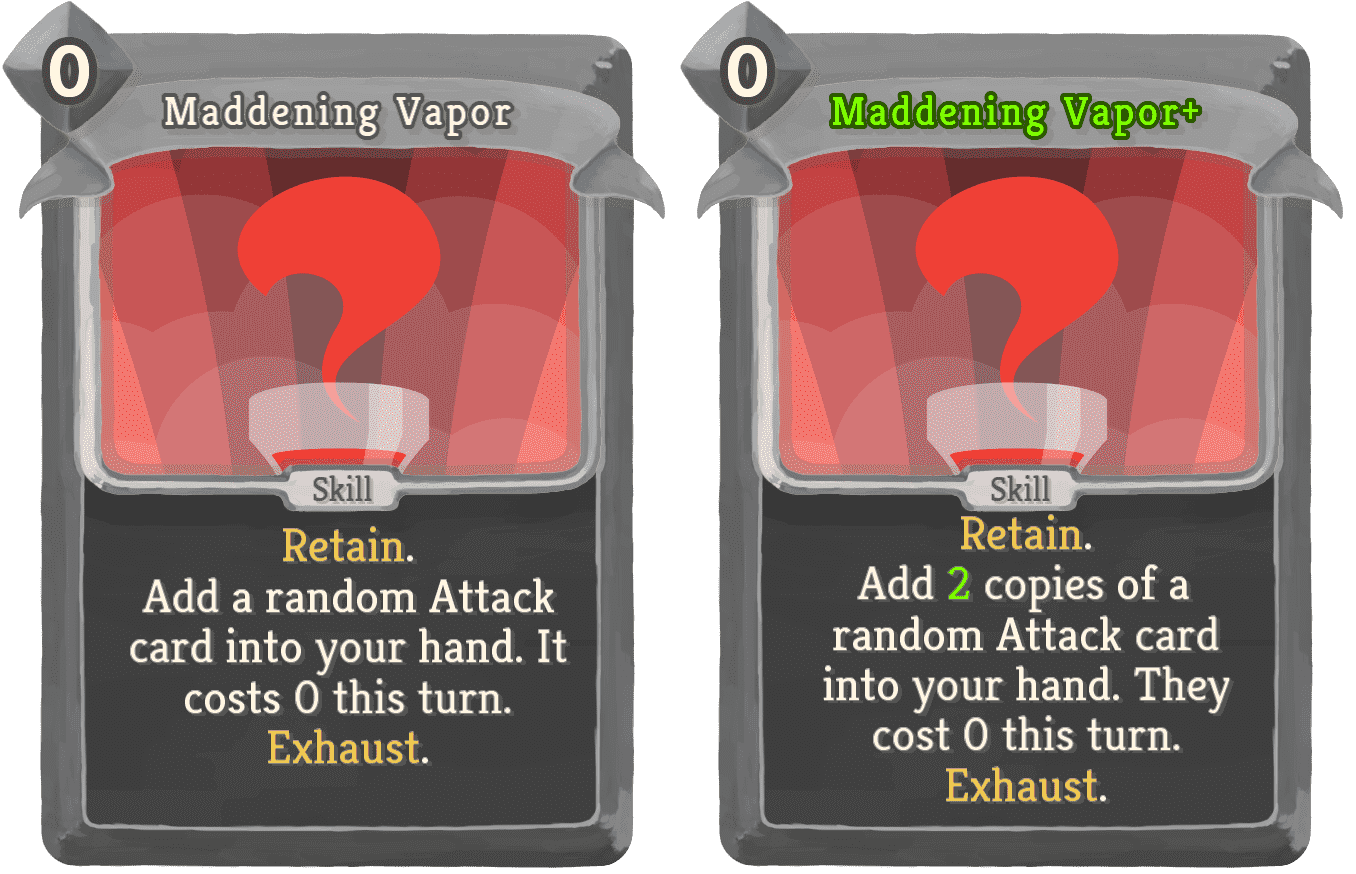 0
Maddening Vapor
Skill
Retain.
Add a random Attack
card into your hand. It
costs 0 this turn.
Exhaust.
0
Maddening Vapor+
Skill
Retain.
Add 2 copies of a
random Attack card
into your hand. They
cost 0 this turn.
Exhaust.